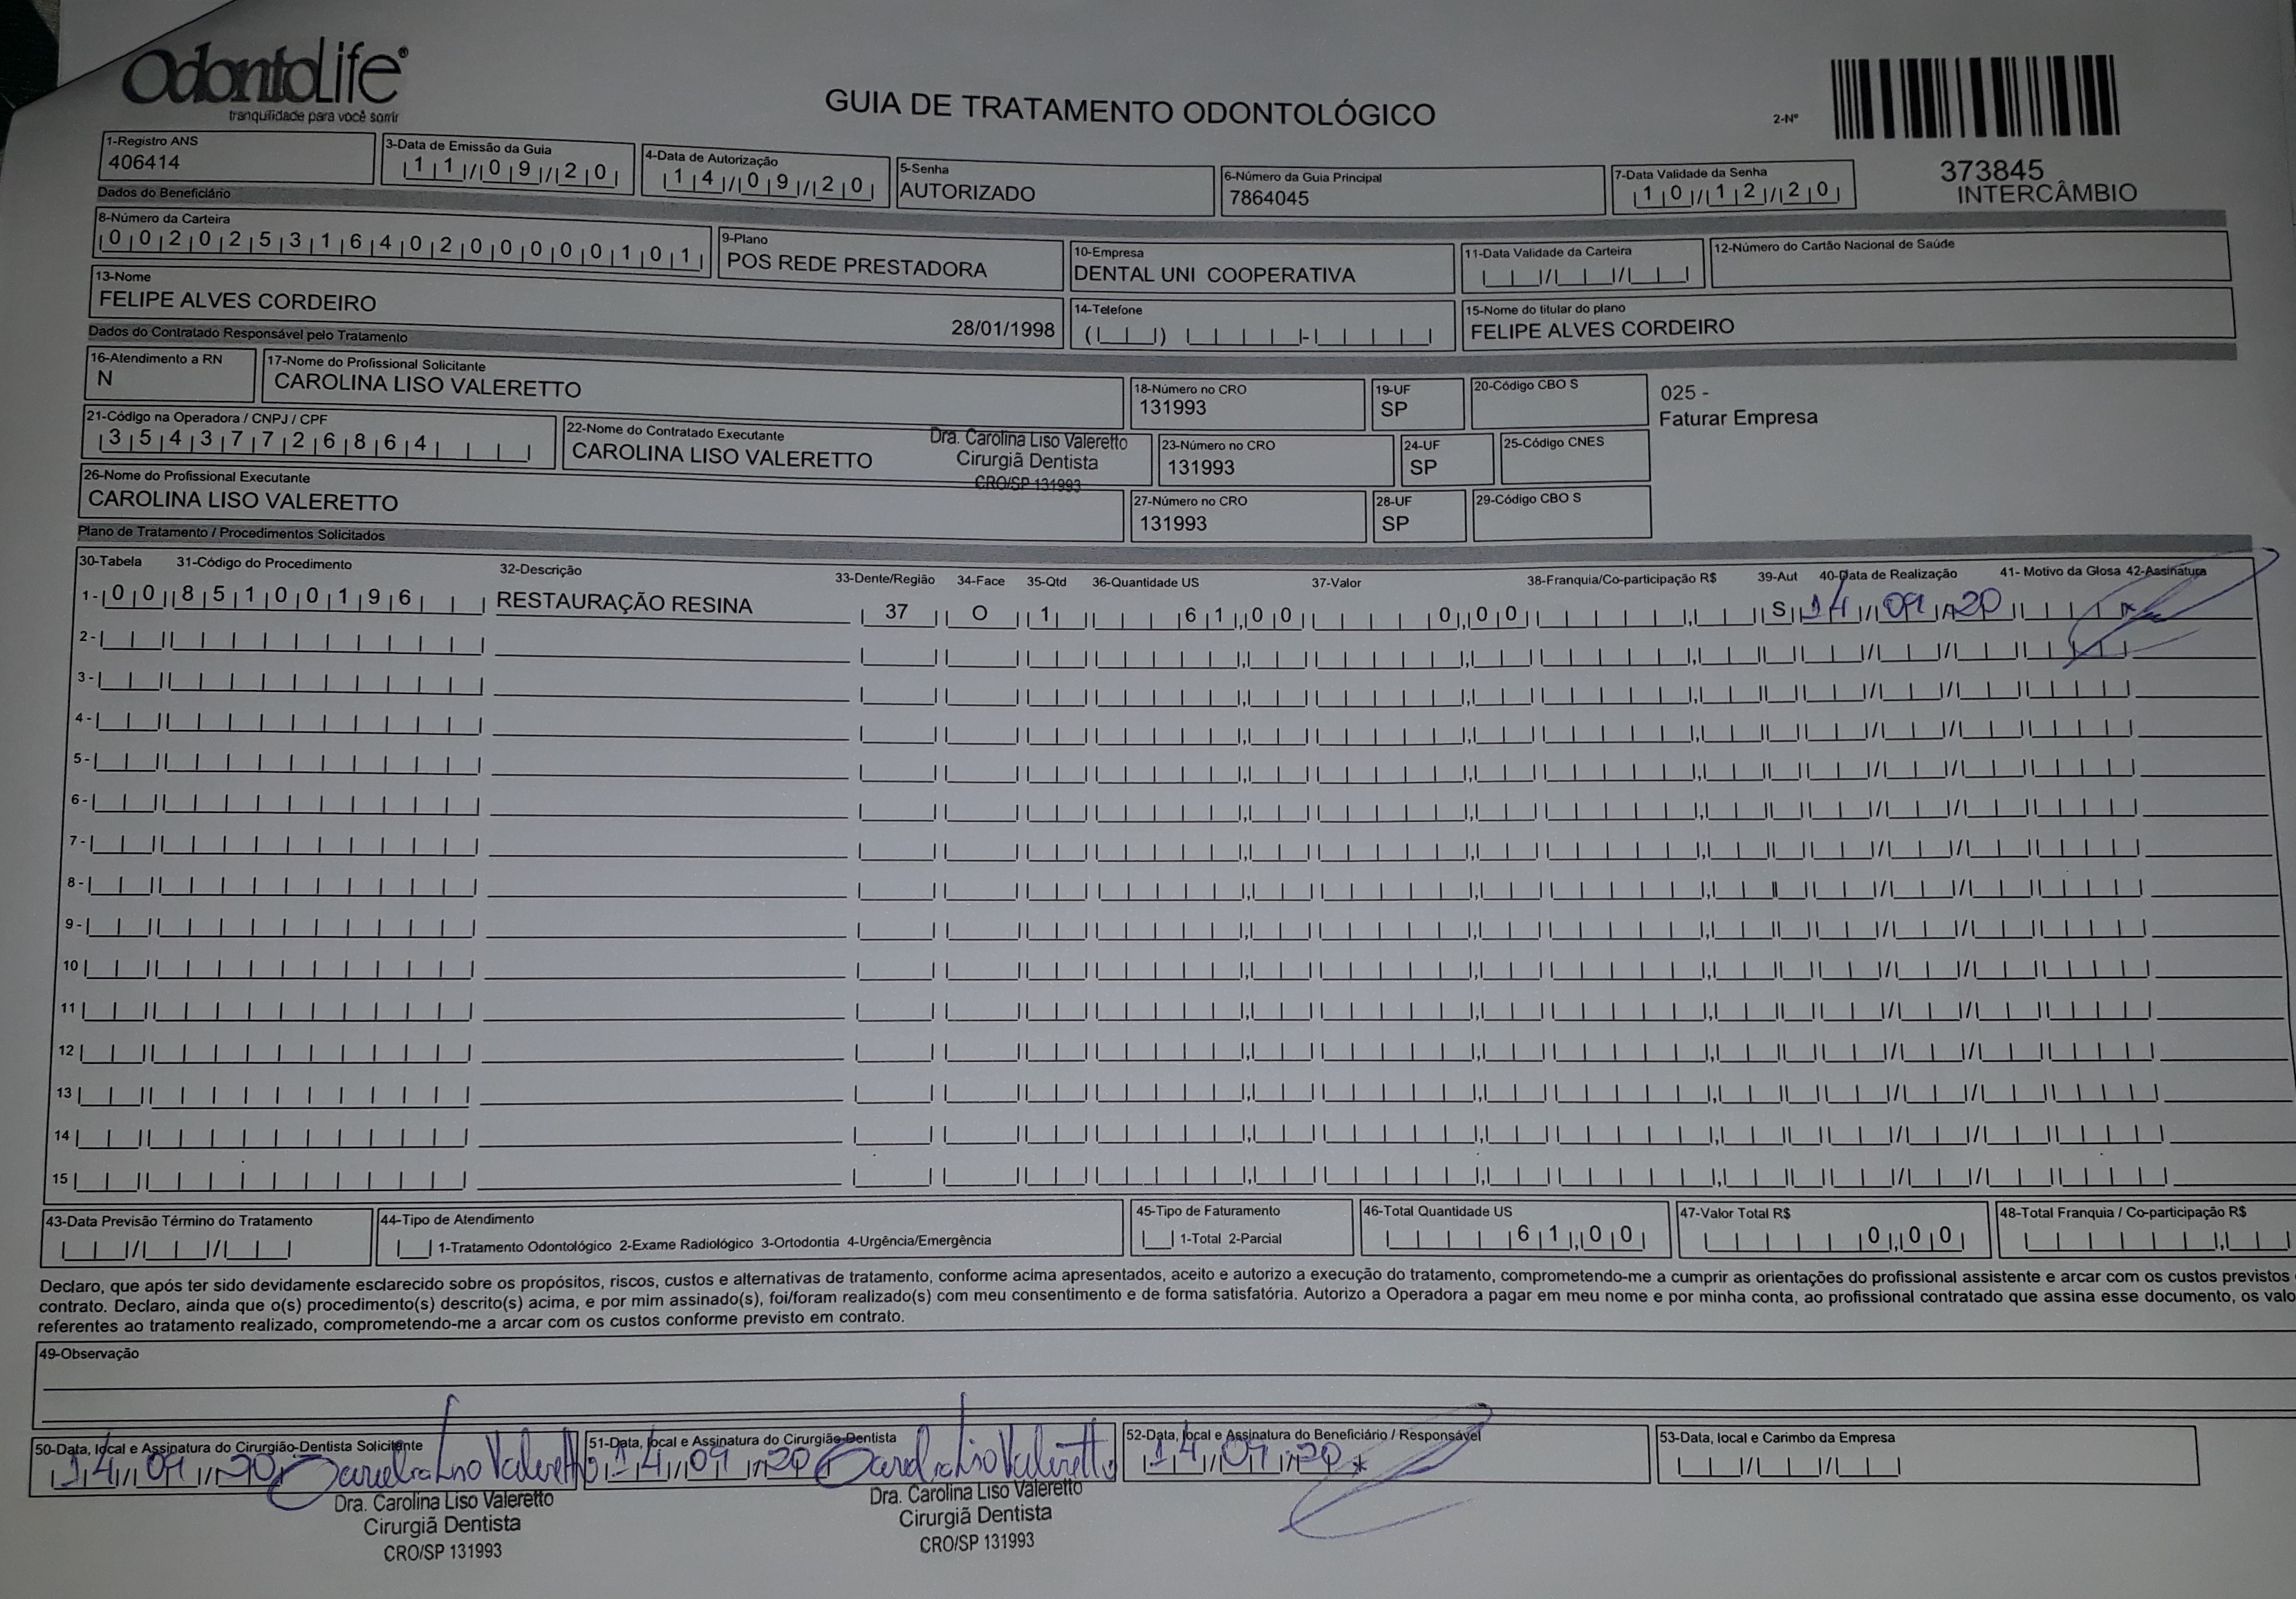 OdontoLife®
tranquilidade para você sorrir
GUIA DE TRATAMENTO ODONTOLÓGICO
2-Nº
373845
INTERCÂMBIO
1-Registro ANS
406414
3-Data de Emissão da Guia
11/09/20
4-Data de Autorização
14/09/20
5-Senha
AUTORIZADO
6-Número da Guia Principal
7864045
7-Data Validade da Senha
10/12/20
Dados do Beneficiário
8-Número da Carteira
00202531640200000101
9-Plano
POS REDE PRESTADORA
10-Empresa
DENTAL UNI COOPERATIVA
11-Data Validade da Carteira
12-Número do Cartão Nacional de Saúde
13-Nome
FELIPE ALVES CORDEIRO
28/01/1998
14-Telefone
15-Nome do titular do plano
FELIPE ALVES CORDEIRO
Dados do Contratado Responsável pelo Tratamento
16-Atendimento a RN
N
17-Nome do Profissional Solicitante
CAROLINA LISO VALERETTO
18-Número no CRO
131993
19-UF
SP
20-Código CBO S
025 -
Faturar Empresa
21-Código na Operadora / CNPJ / CPF
35437726864
22-Nome do Contratado Executante
CAROLINA LISO VALERETTO
Dra. Carolina Liso Valeretto
Cirurgiã Dentista
CRO/SP 131993
23-Número no CRO
131993
24-UF
SP
25-Código CNES
26-Nome do Profissional Executante
CAROLINA LISO VALERETTO
27-Número no CRO
131993
28-UF
SP
29-Código CBO S
Plano de Tratamento / Procedimentos Solicitados
30-Tabela 31-Código do Procedimento 32-Descrição 33-Dente/Região 34-Face 35-Qtd 36-Quantidade US 37-Valor 38-Franquia/Co-participação R$ 39-Aut 40-Data de Realização 41- Motivo da Glosa 42-Assinatura
1- 00 85100196 RESTAURAÇÃO RESINA 37 O 1 61,00 0,00 S 14/09/20
2-
3-
4-
5-
6-
7-
8-
9-
10
11
12
13
14
15
43-Data Previsão Término do Tratamento
44-Tipo de Atendimento
1-Tratamento Odontológico 2-Exame Radiológico 3-Ortodontia 4-Urgência/Emergência
45-Tipo de Faturamento
1-Total 2-Parcial
46-Total Quantidade US
61,00
47-Valor Total R$
0,00
48-Total Franquia / Co-participação R$
Declaro, que após ter sido devidamente esclarecido sobre os propósitos, riscos, custos e alternativas de tratamento, conforme acima apresentados, aceito e autorizo a execução do tratamento, comprometendo-me a cumprir as orientações do profissional assistente e arcar com os custos previstos
contrato. Declaro, ainda que o(s) procedimento(s) descrito(s) acima, e por mim assinado(s), foi/foram realizado(s) com meu consentimento e de forma satisfatória. Autorizo a Operadora a pagar em meu nome e por minha conta, ao profissional contratado que assina esse documento, os valo
referentes ao tratamento realizado, comprometendo-me a arcar com os custos conforme previsto em contrato.
49-Observação
50-Data, local e Assinatura do Cirurgião-Dentista Solicitante
14/09/20 Carolina Liso Valeretto
Dra. Carolina Liso Valeretto
Cirurgiã Dentista
CRO/SP 131993
51-Data, local e Assinatura do Cirurgião-Dentista
14/09/20 Carolina Liso Valeretto
Dra. Carolina Liso Valeretto
Cirurgiã Dentista
CRO/SP 131993
52-Data, local e Assinatura do Beneficiário / Responsável
14/09/20
53-Data, local e Carimbo da Empresa